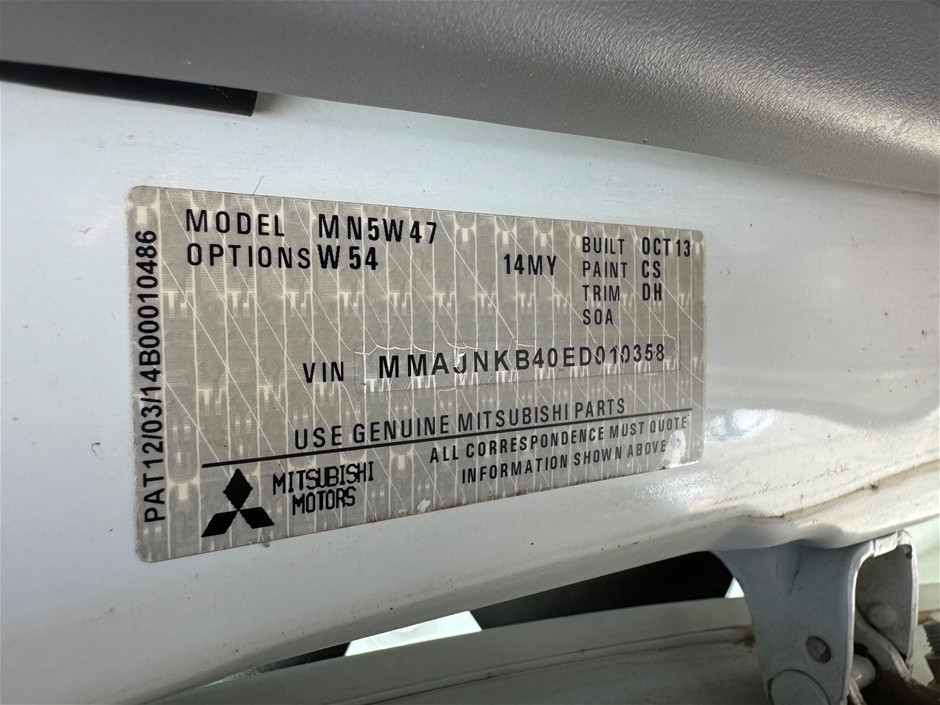 MODEL MN5W47
OPTIONS W54 14MY
BUILT OCT13
PAINT CS
TRIM DH
SOA
VIN MMAJNKB40ED010358
USE GENUINE MITSUBISHI PARTS
ALL CORRESPONDENCE MUST QUOTE
INFORMATION SHOWN ABOVE
MITSUBISHI
MOTORS
PAT12/03/14B00010486